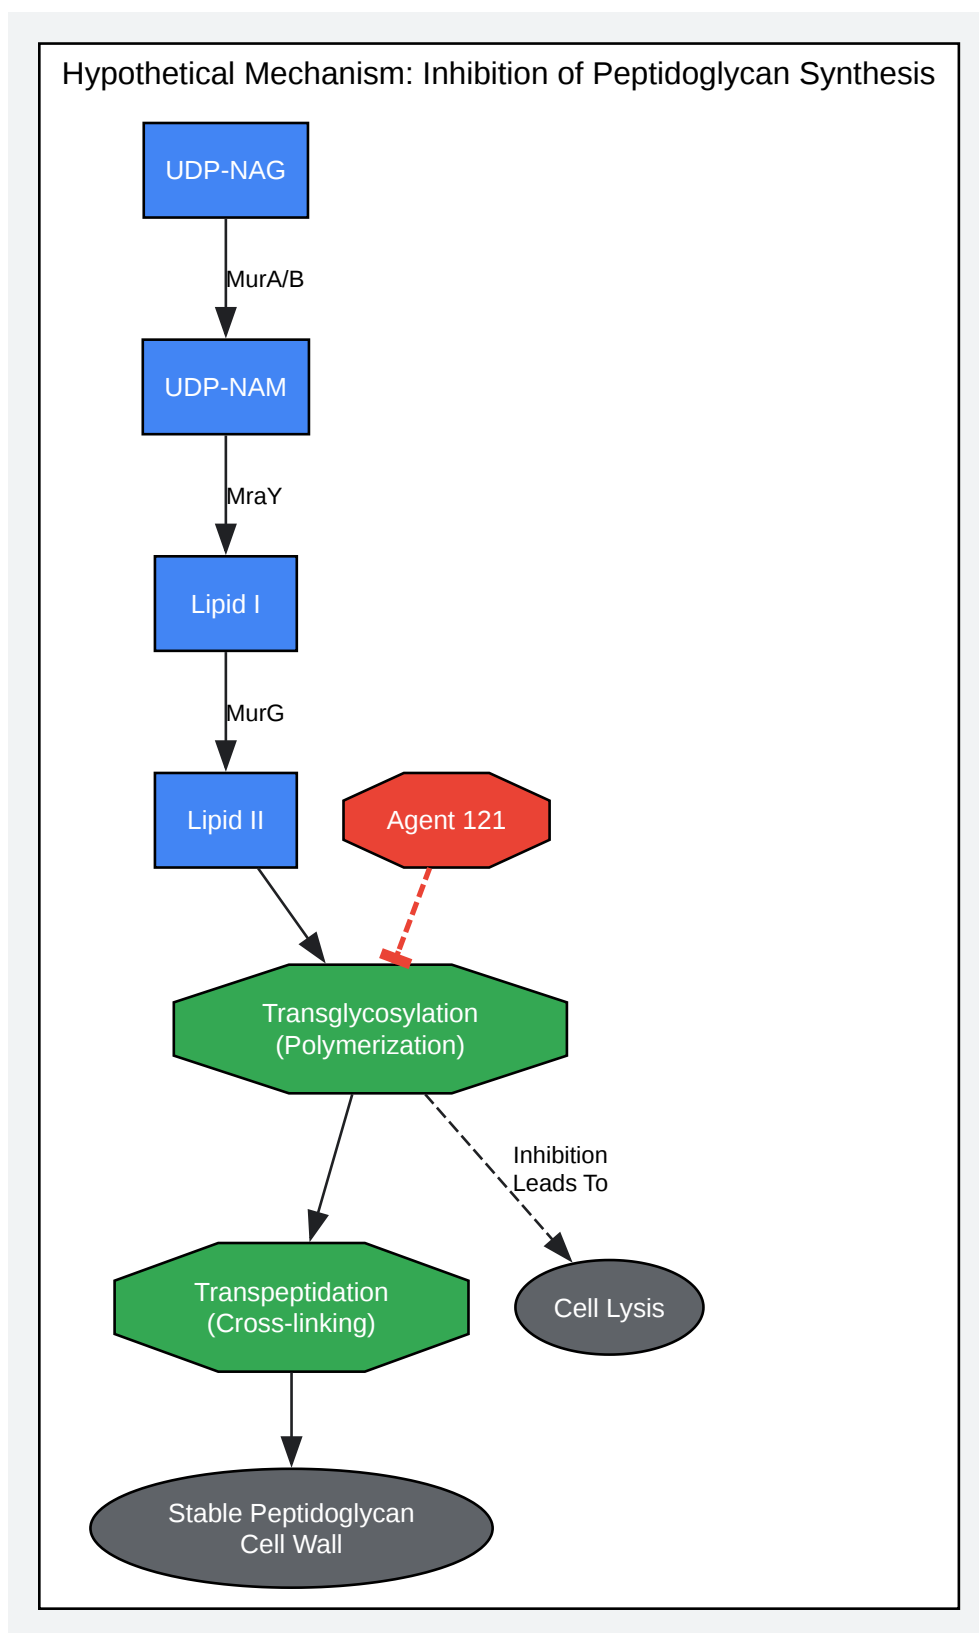 Hypothetical Mechanism: Inhibition of Peptidoglycan Synthesis
UDP-NAG
MurA/B
UDP-NAM
MraY
Lipid I
MurG
Lipid II
Agent 121
Transglycosylation
(Polymerization)
Inhibition
Leads To
Transpeptidation
(Cross-linking)
Cell Lysis
Stable Peptidoglycan
Cell Wall